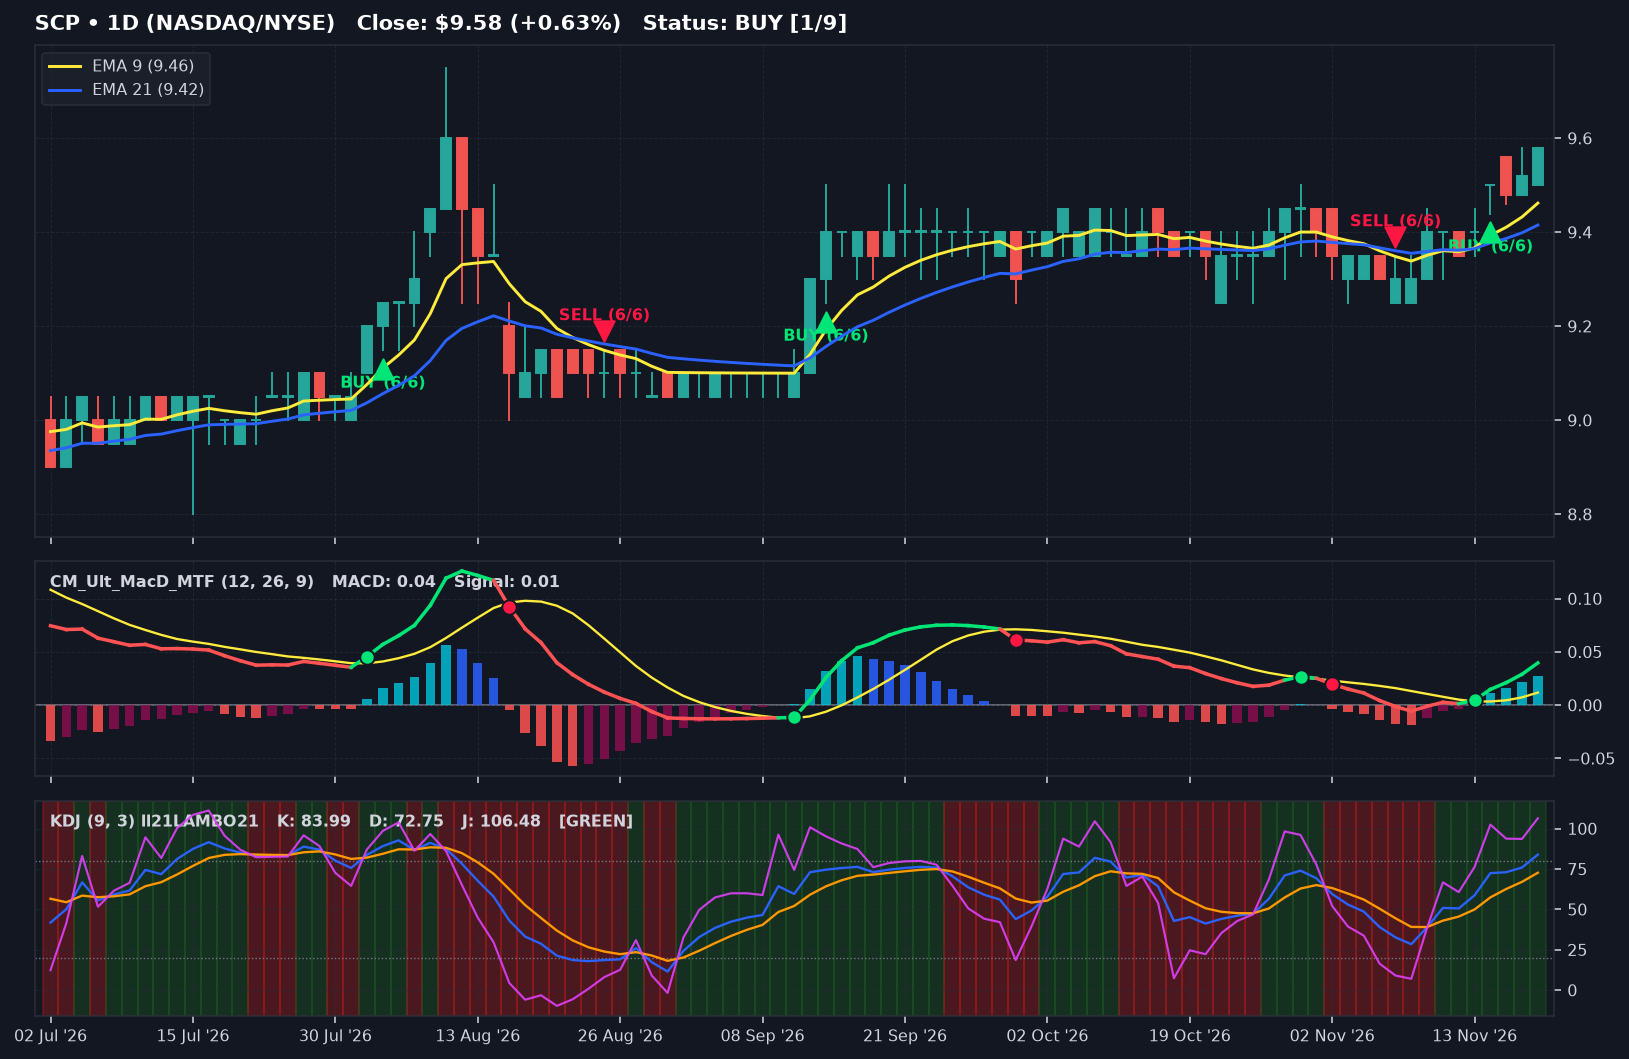 SCP • 1D (NASDAQ/NYSE) Close: $9.58 (+0.63%) Status: BUY [1/9]
EMA 9 (9.46)
EMA 21 (9.42)
9.6
SELL (6/6)
9.4
BUY (6/6)
SELL (6/6)
9.2
BUY (6/6)
BUY (6/6)
9.0
8.8
CM_Ult_MacD_MTF (12, 26, 9) MACD: 0.04 Signal: 0.01
0.10
0.05
0.00
−0.05
KDJ (9, 3) II21LAMBO21 K: 83.99 D: 72.75 J: 106.48 [GREEN]
100
75
50
25
0
02 Jul '26 15 Jul '26 30 Jul '26 13 Aug '26 26 Aug '26 08 Sep '26 21 Sep '26 02 Oct '26 19 Oct '26 02 Nov '26 13 Nov '26